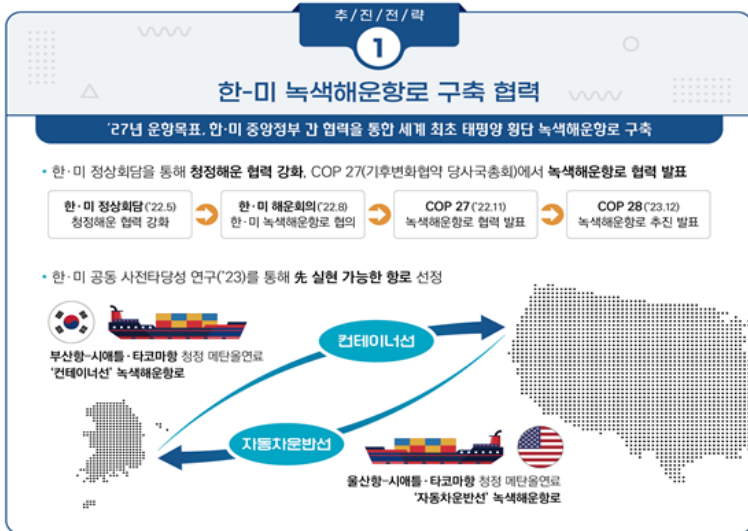 추/진/전/략
1
한-미 녹색해운항로 구축 협력
'27년 운항목표, 한·미 중앙정부 간 협력을 통한 세계 최초 태평양 횡단 녹색해운항로 구축
• 한·미 정상회담을 통해 청정해운 협력 강화, COP 27(기후변화협약 당사국총회)에서 녹색해운항로 협력 발표
한·미 정상회담('22.5)
청정해운 협력 강화
한·미 해운회의('22.8)
한·미 녹색해운항로 협의
COP 27('22.11)
녹색해운항로 협력 발표
COP 28('23.12)
녹색해운항로 추진 발표
• 한·미 공동 사전타당성 연구('23)를 통해 先 실현 가능한 항로 선정
컨테이너선
부산항-시애틀·타코마항 청정 메탄올연료
'컨테이너선' 녹색해운항로
자동차운반선
울산항-시애틀·타코마항 청정 메탄올연료
'자동차운반선' 녹색해운항로